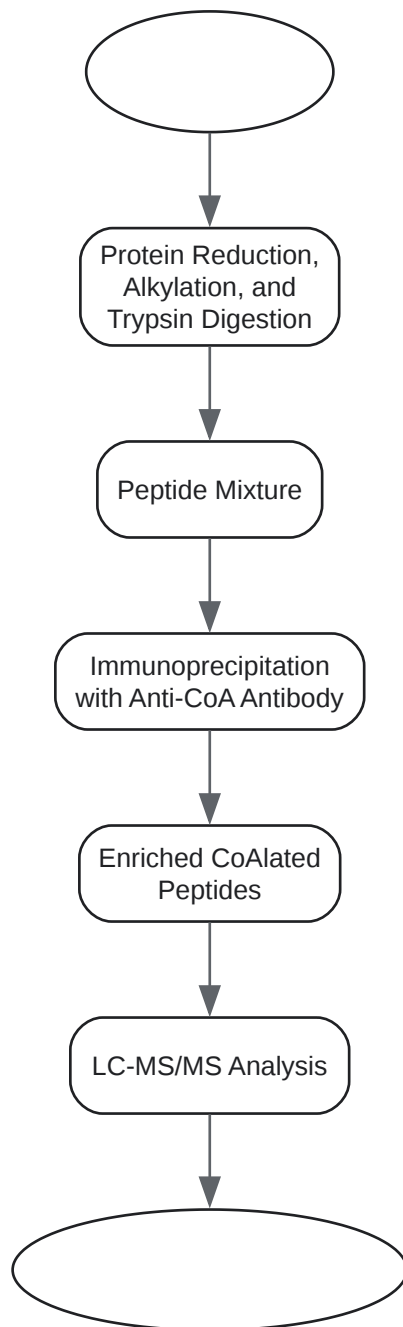 Protein Reduction,
Alkylation, and
Trypsin Digestion
Peptide Mixture
Immunoprecipitation
with Anti-CoA Antibody
Enriched CoAlated
Peptides
LC-MS/MS Analysis